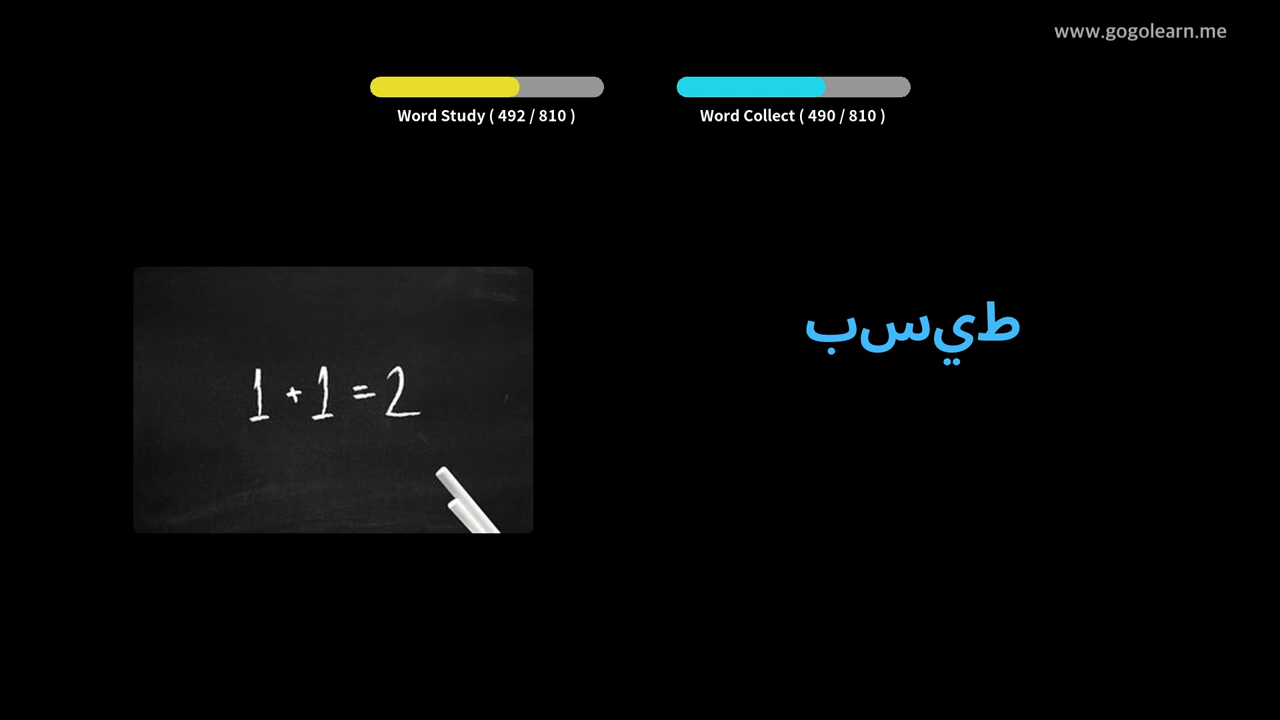 www.gogolearn.me
Word Study ( 492 / 810 )
Word Collect ( 490 / 810 )
1 + 1 = 2
بسيط